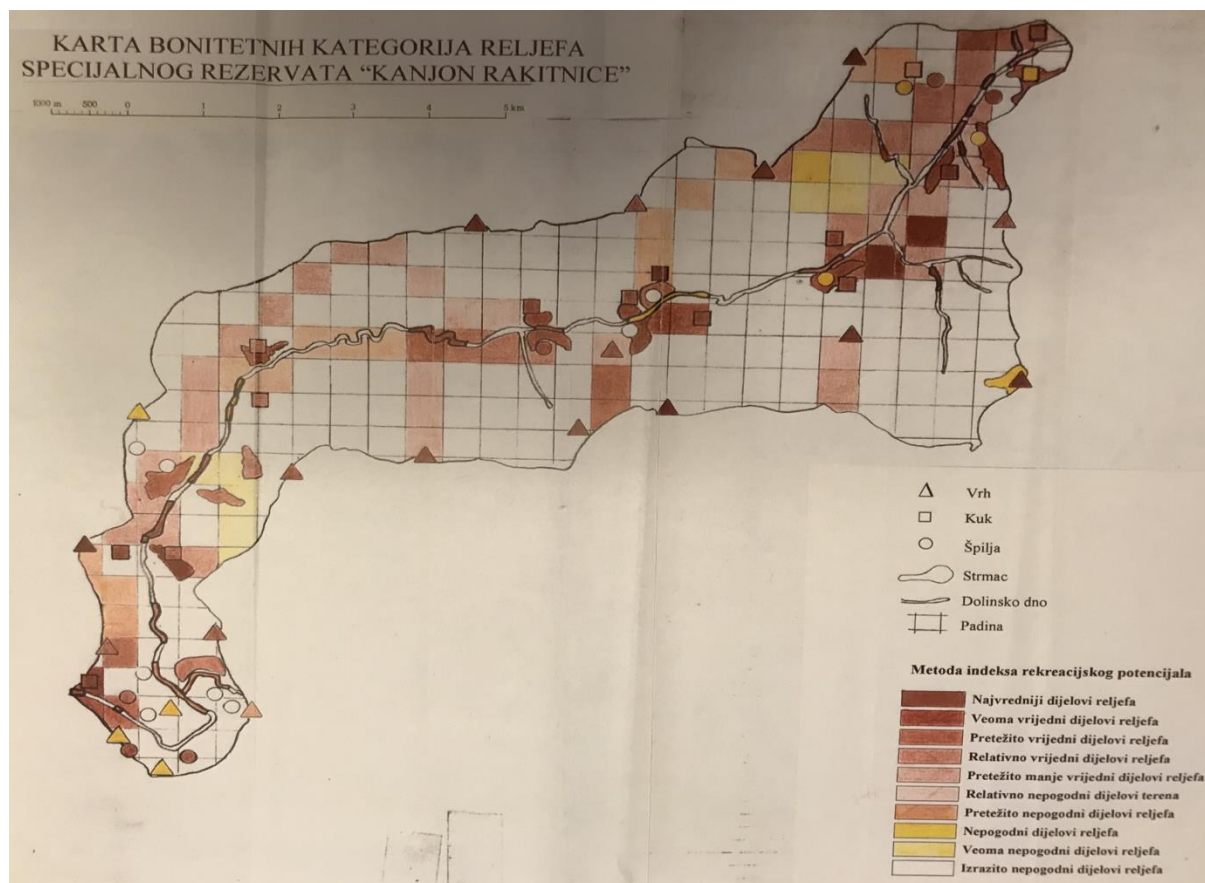 KARTA BONITETNIH KATEGORIJA RELJEFA
SPECIJALNOG REZERVATA “KANJON RAKITNICE”
1000 m 500 0 1 2 3 4 5 km
Vrh
Kuk
Špilja
Strmac
Dolinsko dno
Padina
Metoda indeksa rekreacijskog potencijala
Najvredniji dijelovi reljefa
Veoma vrijedni dijelovi reljefa
Pretežito vrijedni dijelovi reljefa
Relativno vrijedni dijelovi reljefa
Pretežito manje vrijedni dijelovi reljefa
Relativno nepogodni dijelovi terena
Pretežito nepogodni dijelovi reljefa
Nepogodni dijelovi reljefa
Veoma nepogodni dijelovi reljefa
Izrazito nepogodni dijelovi reljefa